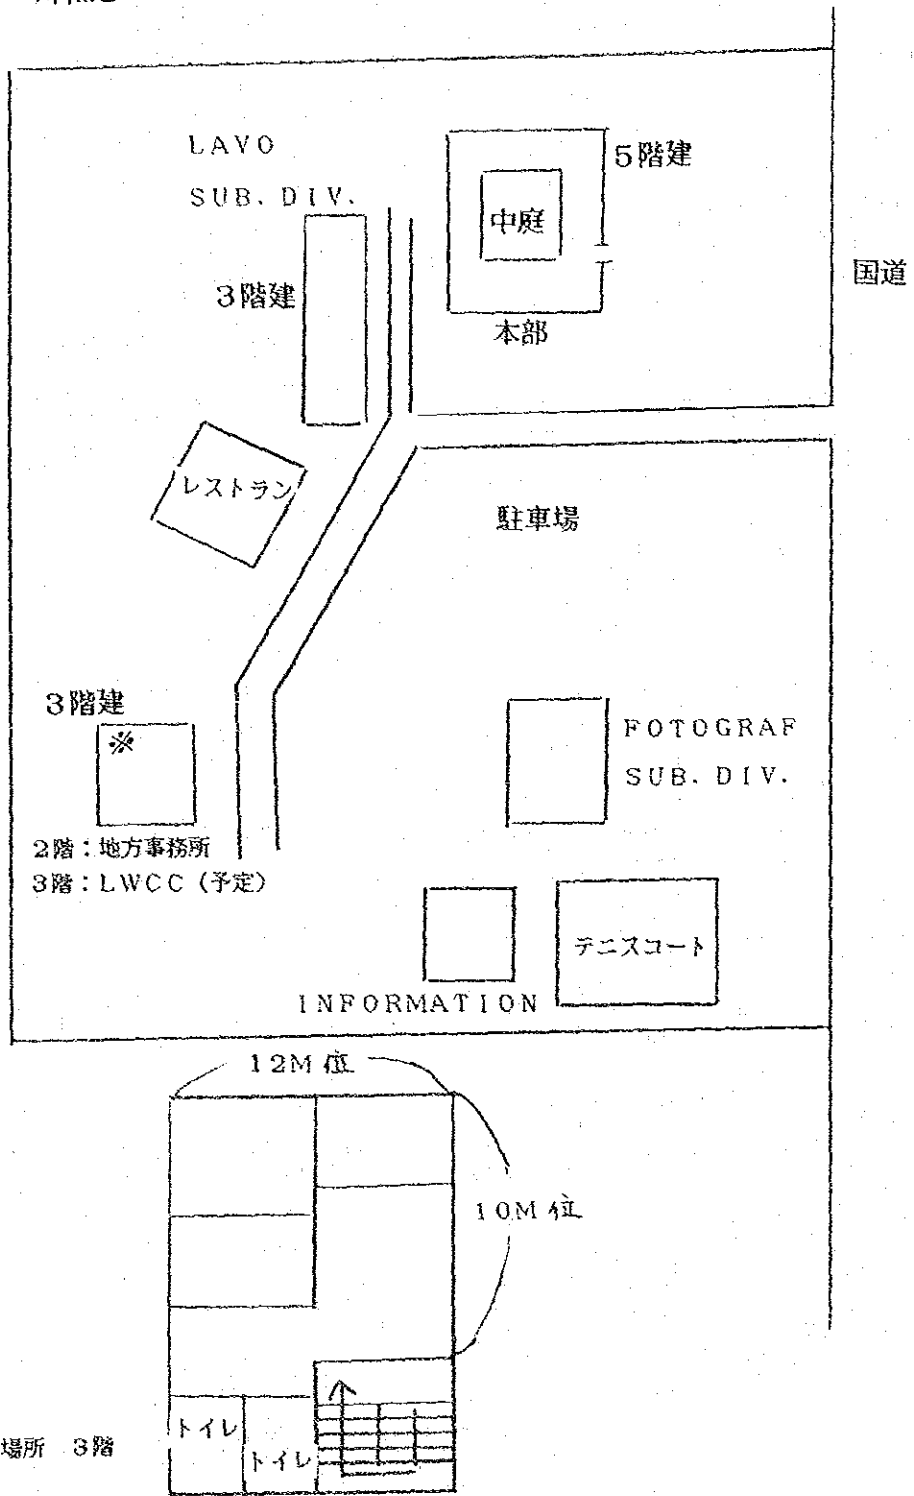 LAVO
SUB. DIV.
5階建
中庭
3階建
国道
本部
レストラン
駐車場
3階建
※
FOTOGRAF
SUB. DIV.
2階：地方事務所
3階：LWCC（予定）
テニスコート
INFORMATION
12M位
10M位
トイレ
トイレ
場所　3階